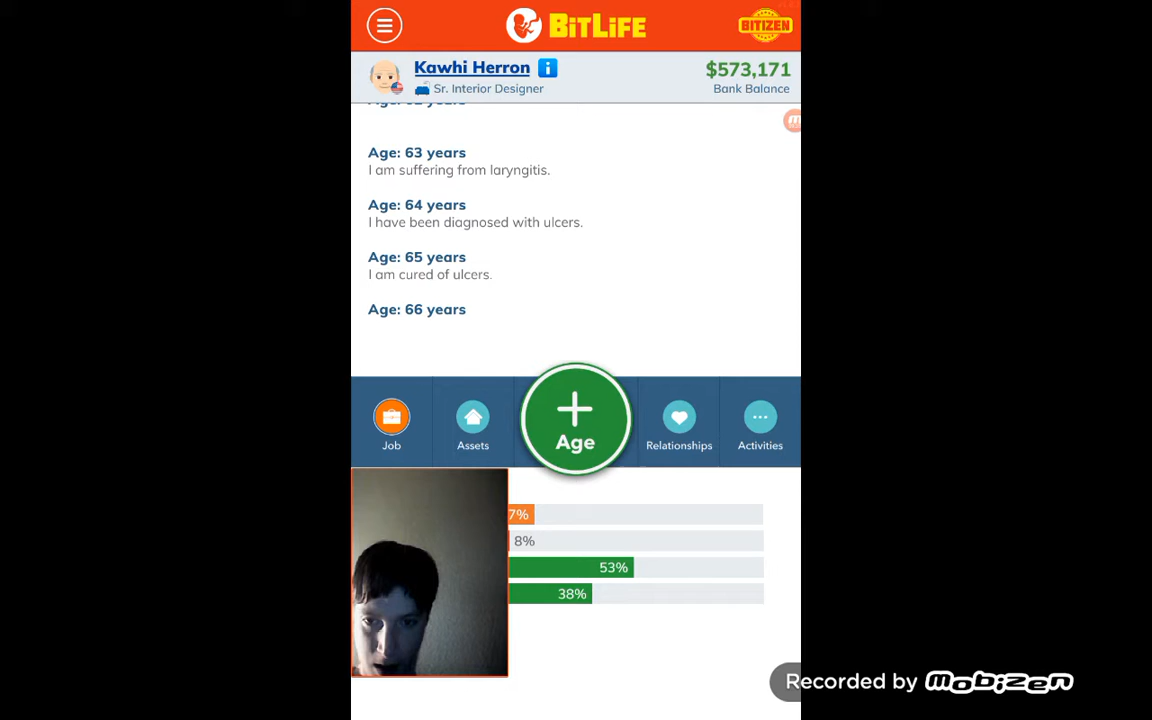 BitLife
BITIZEN
Kawhi Herron i
$573,171
Sr. Interior Designer
Bank Balance
Age: 63 years
I am suffering from laryngitis.
Age: 64 years
I have been diagnosed with ulcers.
Age: 65 years
I am cured of ulcers.
Age: 66 years
Job
Assets
Age
Relationships
Activities
7%
8%
53%
38%
Recorded by mobizen